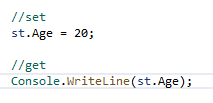 //set
st.Age = 20;
//get
Console.WriteLine(st.Age);